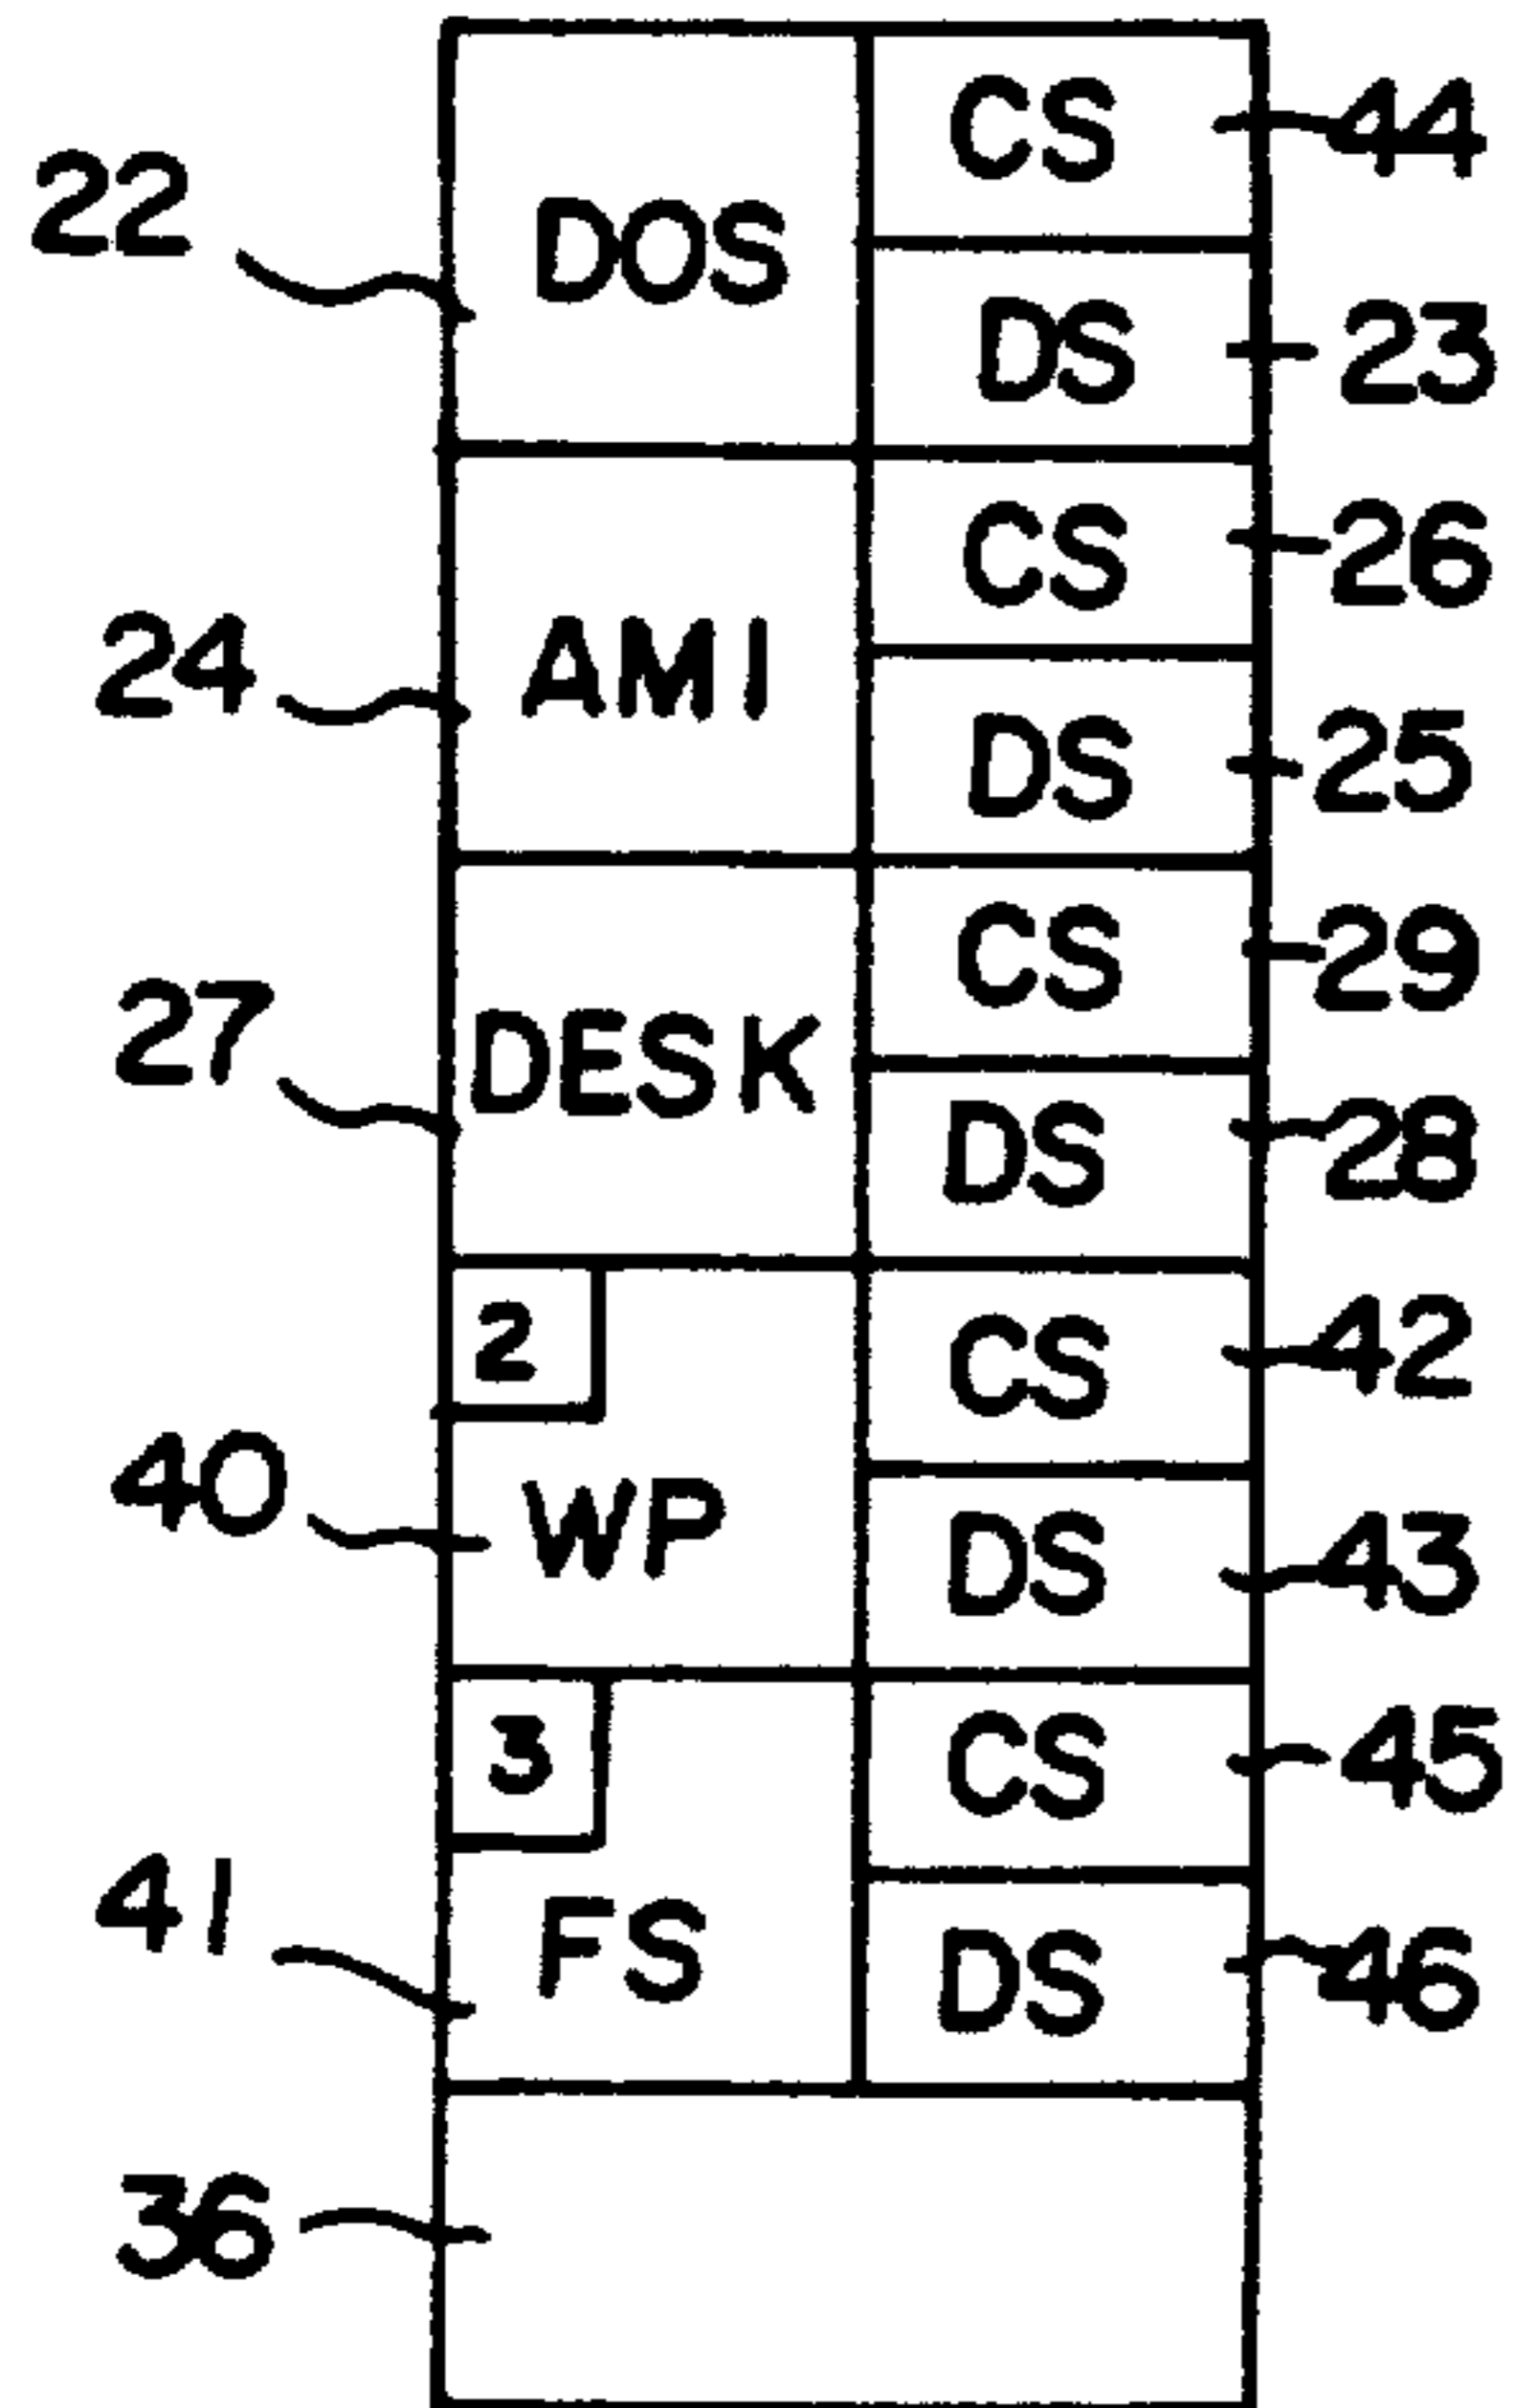 CS 44
22 DOS
DS 23
CS 26
24 AMI
DS 25
CS 29
27 DESK
DS 28
2
CS 42
40 WP
DS 43
3
CS 45
41 FS
DS 46
36